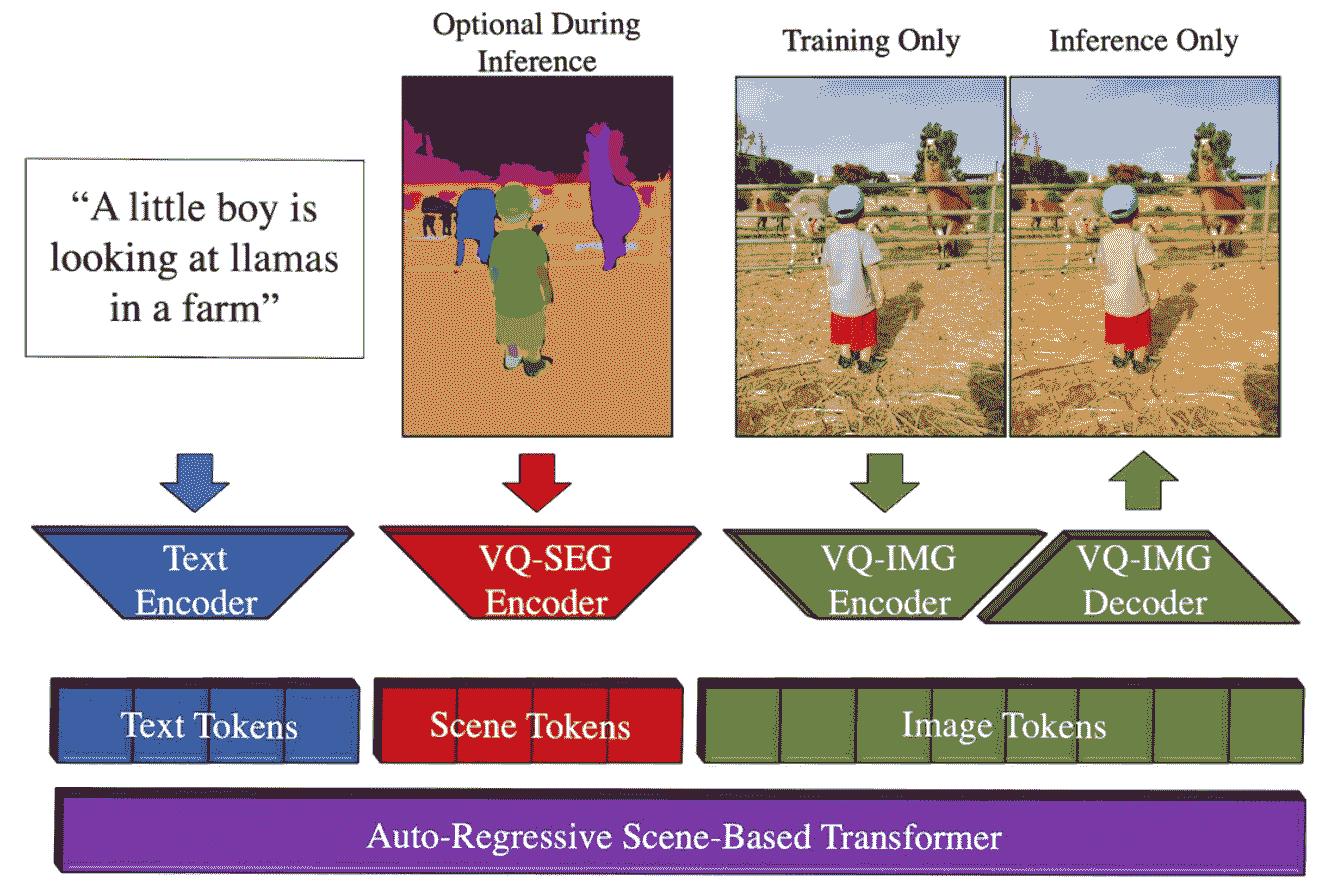 Optional During
Inference
Training Only
Inference Only
“A little boy is
looking at llamas
in a farm”
Text
Encoder
VQ-SEG
Encoder
VQ-IMG
Encoder
VQ-IMG
Decoder
Text Tokens
Scene Tokens
Image Tokens
Auto-Regressive Scene-Based Transformer